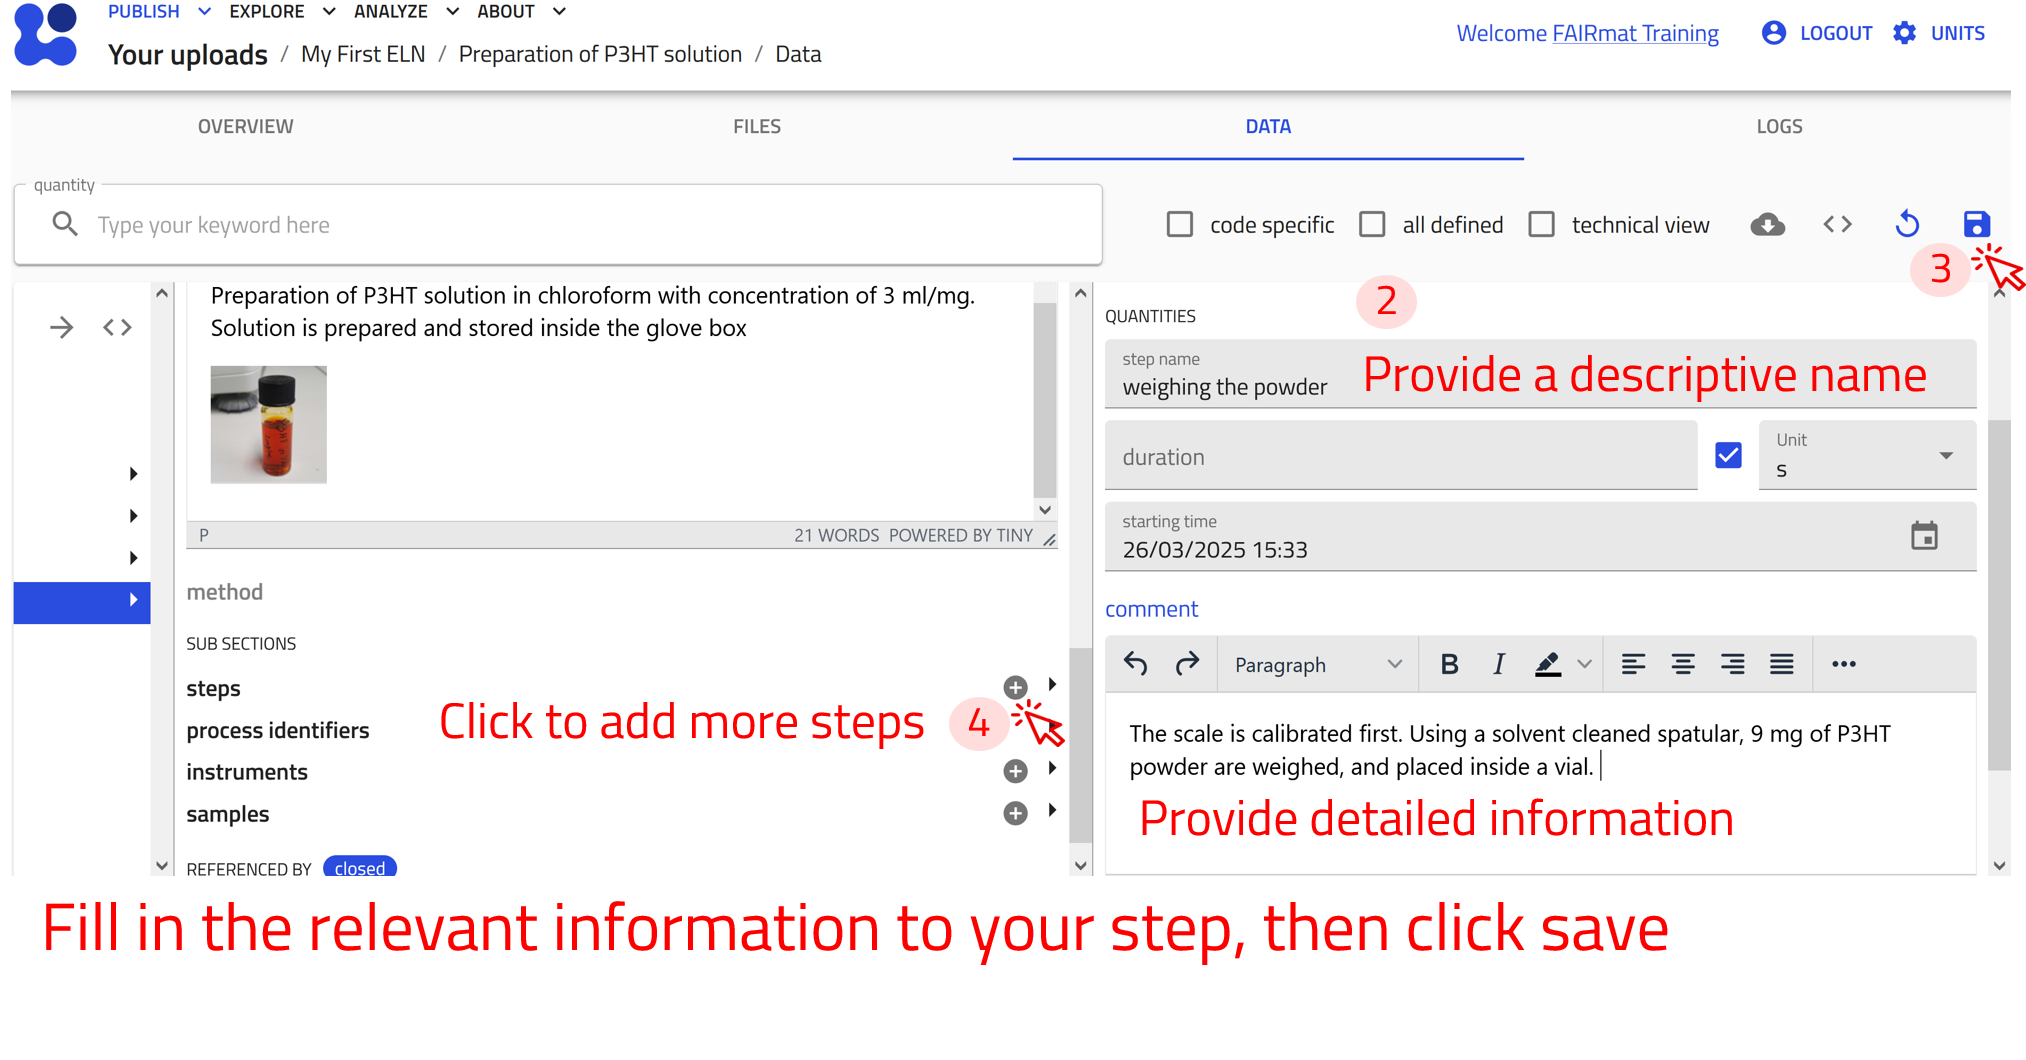 PUBLISH EXPLORE ANALYZE ABOUT
Your uploads / My First ELN / Preparation of P3HT solution / Data
Welcome FAIRmat Training LOGOUT UNITS
OVERVIEW FILES DATA LOGS
quantity
Type your keyword here
code specific all defined technical view
3
Preparation of P3HT solution in chloroform with concentration of 3 ml/mg.
Solution is prepared and stored inside the glove box
P 21 WORDS POWERED BY TINY
method
SUB SECTIONS
steps
Click to add more steps 4
process identifiers
instruments
samples
REFERENCED BY closed
2
QUANTITIES
step name
weighing the powder
Provide a descriptive name
duration
Unit
s
starting time
26/03/2025 15:33
comment
Paragraph B I
The scale is calibrated first. Using a solvent cleaned spatular, 9 mg of P3HT
powder are weighed, and placed inside a vial.
Provide detailed information
Fill in the relevant information to your step, then click save